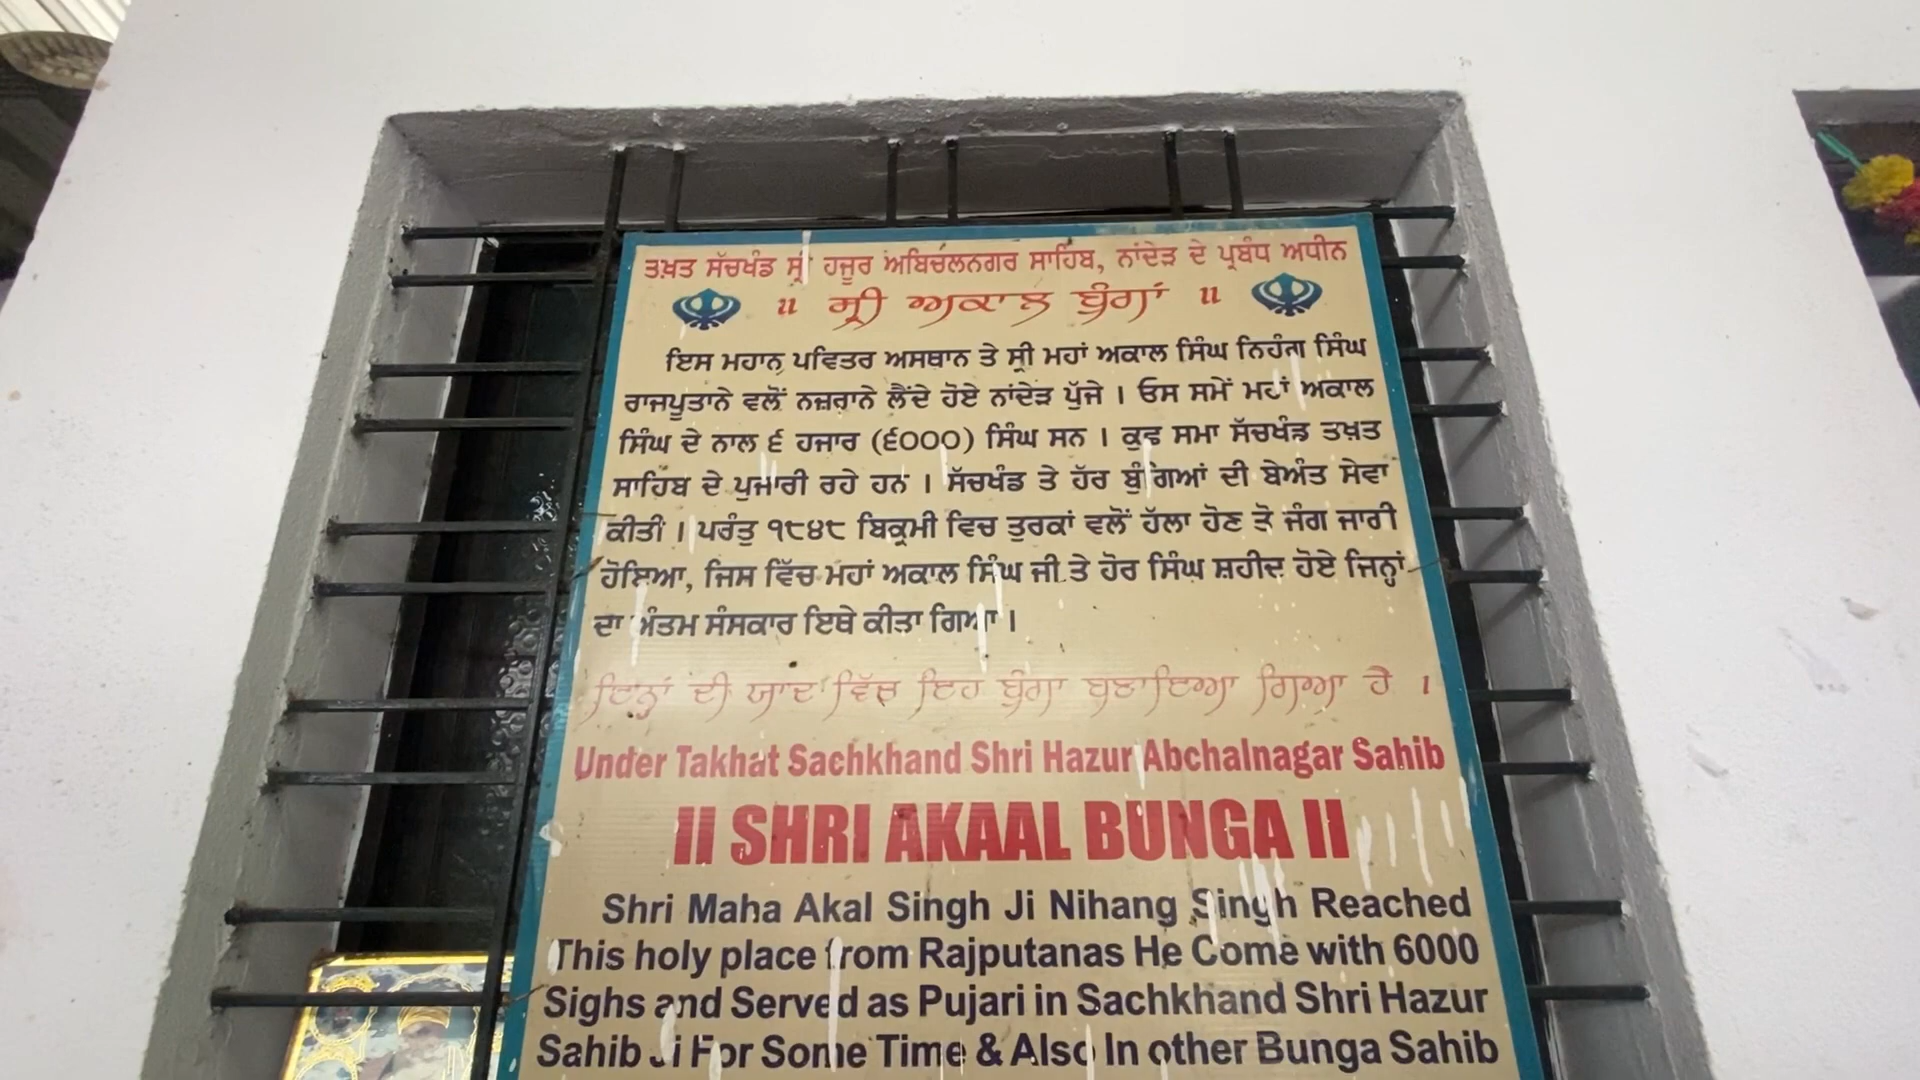 ਤਖ਼ਤ ਸੱਚਖੰਡ ਸ੍ਰੀ ਹਜੂਰ ਅਬਿਚਲਨਗਰ ਸਾਹਿਬ, ਨਾਂਦੇੜ ਦੇ ਪ੍ਰਬੰਧ ਅਧੀਨ
॥ ਸ੍ਰੀ ਅਕਾਲ ਬੁੰਗਾਂ ॥
ਇਸ ਮਹਾਨ ਪਵਿਤਰ ਅਸਥਾਨ ਤੇ ਸ੍ਰੀ ਮਹਾਂ ਅਕਾਲ ਸਿੰਘ ਨਿਹੰਗ ਸਿੰਘ
ਰਾਜਪੂਤਾਨੇ ਵਲੋਂ ਨਜ਼ਰਾਨੇ ਲੈਂਦੇ ਹੋਏ ਨਾਂਦੇੜ ਪੁੱਜੇ । ਓਸ ਸਮੇਂ ਮਹਾਂ ਅਕਾਲ
ਸਿੰਘ ਦੇ ਨਾਲ ੬ ਹਜਾਰ (੬੦੦੦) ਸਿੰਘ ਸਨ । ਕੁਛ ਸਮਾ ਸੱਚਖੰਡ ਤਖ਼ਤ
ਸਾਹਿਬ ਦੇ ਪੁਜਾਰੀ ਰਹੇ ਹਨ । ਸੱਚਖੰਡ ਤੇ ਹੱਰ ਬੁੰਗਿਆਂ ਦੀ ਬੇਅੰਤ ਸੇਵਾ
ਕੀਤੀ । ਪਰੰਤੁ ੧੮੪੮ ਬਿਕ੍ਰਮੀ ਵਿਚ ਤੁਰਕਾਂ ਵਲੋਂ ਹੱਲਾ ਹੋਣ ਤੋ ਜੰਗ ਜਾਰੀ
ਹੋਇਆ, ਜਿਸ ਵਿੱਚ ਮਹਾਂ ਅਕਾਲ ਸਿੰਘ ਜੀ ਤੇ ਹੋਰ ਸਿੰਘ ਸ਼ਹੀਦ ਹੋਏ ਜਿਨ੍ਹਾਂ
ਦਾ ਅੰਤਮ ਸੰਸਕਾਰ ਇਥੇ ਕੀਤਾ ਗਿਆ ।
ਇਨ੍ਹਾਂ ਦੀ ਯਾਦ ਵਿੱਚ ਇਹ ਬੁੰਗਾ ਬੁਣਾਇਆ ਗਿਆ ਹੈ ।
Under Takhat Sachkhand Shri Hazur Abchalnagar Sahib
II SHRI AKAAL BUNGA II
Shri Maha Akal Singh Ji Nihang Singh Reached
This holy place from Rajputanas He Come with 6000
Sighs and Served as Pujari in Sachkhand Shri Hazur
Sahib Ji For Some Time & Also In other Bunga Sahib